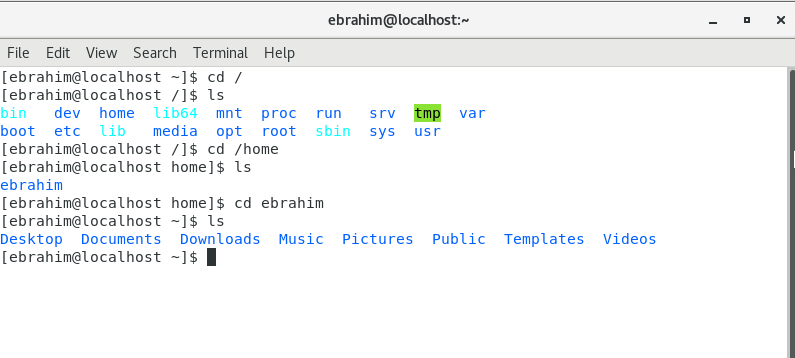 ebrahim@localhost:~
File Edit View Search Terminal Help
[ebrahim@localhost ~]$ cd /
[ebrahim@localhost /]$ ls
bin   dev  home  lib64  mnt  proc  run   srv  tmp  var
boot  etc  lib   media  opt  root  sbin  sys  usr
[ebrahim@localhost /]$ cd /home
[ebrahim@localhost home]$ ls
ebrahim
[ebrahim@localhost home]$ cd ebrahim
[ebrahim@localhost ~]$ ls
Desktop  Documents  Downloads  Music  Pictures  Public  Templates  Videos
[ebrahim@localhost ~]$